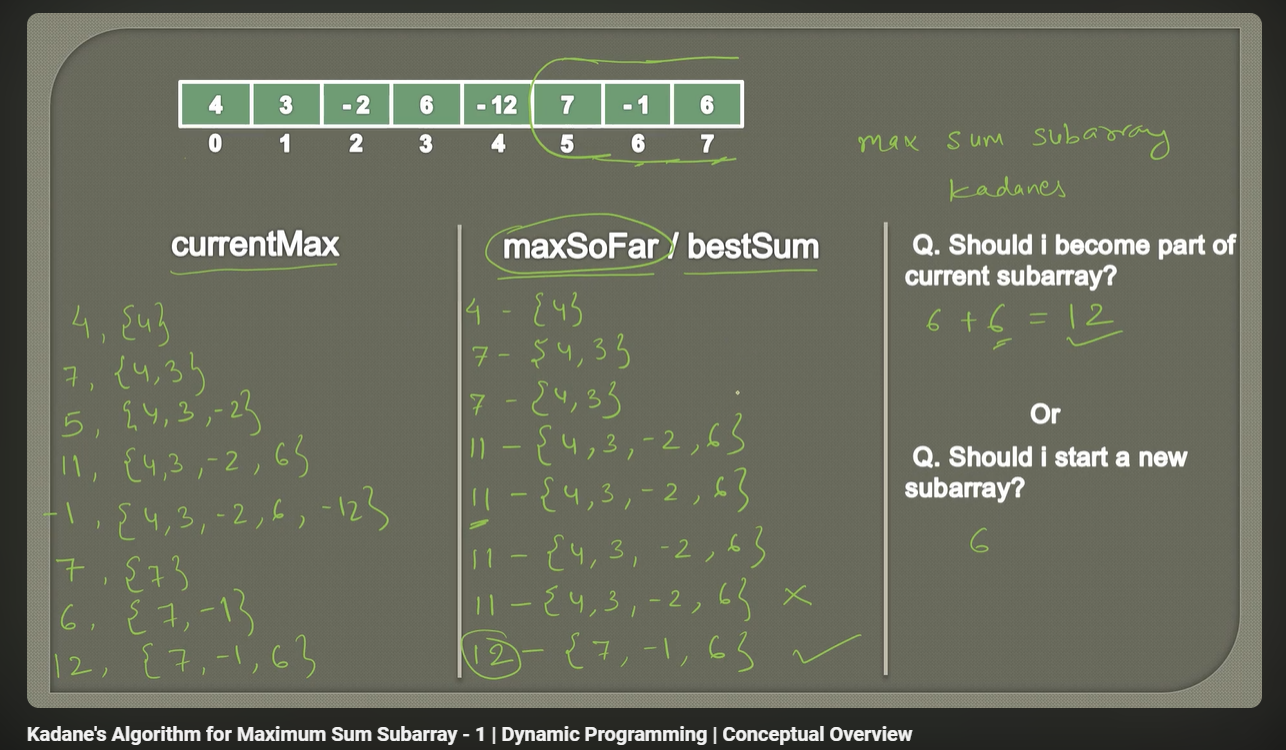 4 3 -2 6 -12 7 -1 6
0 1 2 3 4 5 6 7
max sum subarray
kadanes
currentMax
4, {4}
7, {4,3}
5, {4,3,-2}
11, {4,3,-2,6}
-1, {4,3,-2,6,-12}
7, {7}
6, {7,-1}
12, {7,-1,6}
maxSoFar / bestSum
4 - {4}
7 - {4,3}
7 - {4,3}
11 - {4,3,-2,6}
11 - {4,3,-2,6}
11 - {4,3,-2,6}
11 - {4,3,-2,6} ×
12 - {7,-1,6} ✓
Q. Should i become part of
current subarray?
6 + 6 = 12
Or
Q. Should i start a new
subarray?
6
Kadane's Algorithm for Maximum Sum Subarray - 1 | Dynamic Programming | Conceptual Overview